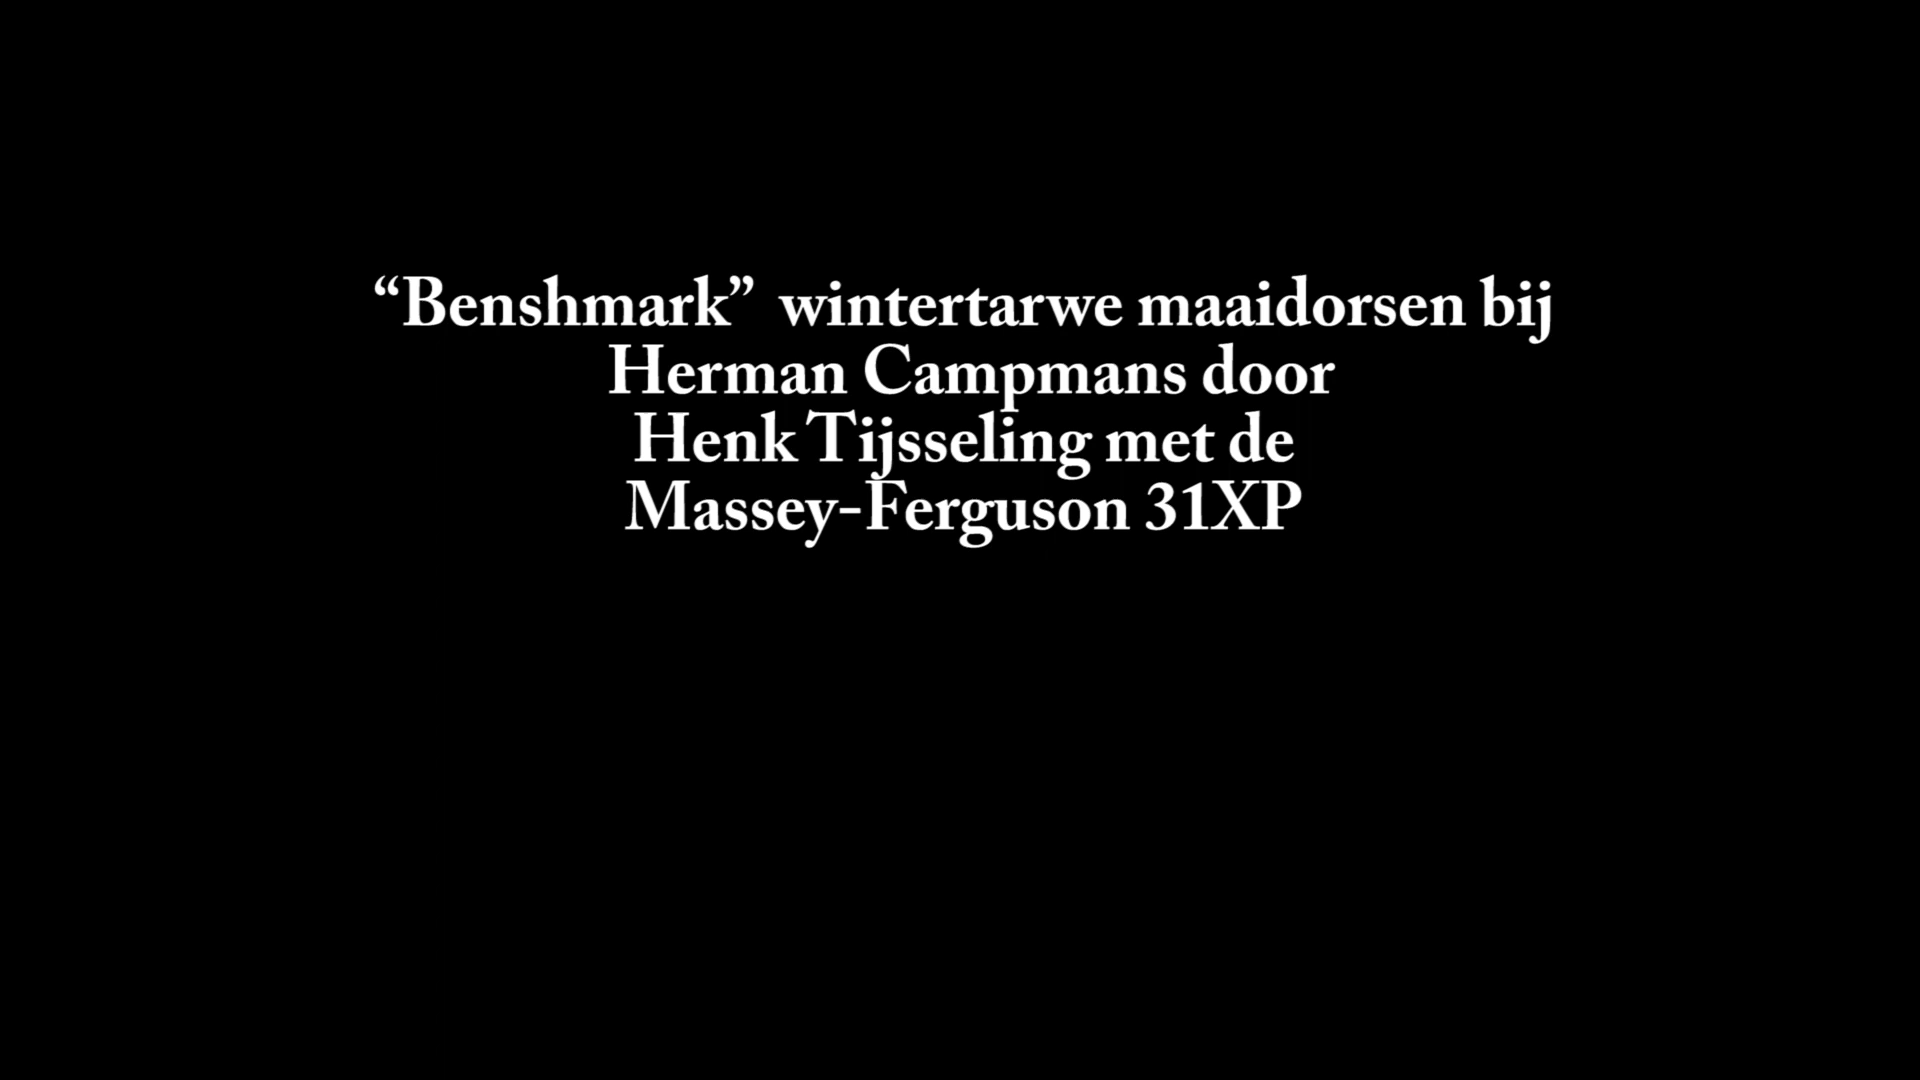 “Benshmark” wintertarwe maaidorsen bij
Herman Campmans door
Henk Tijsseling met de
Massey-Ferguson 31XP